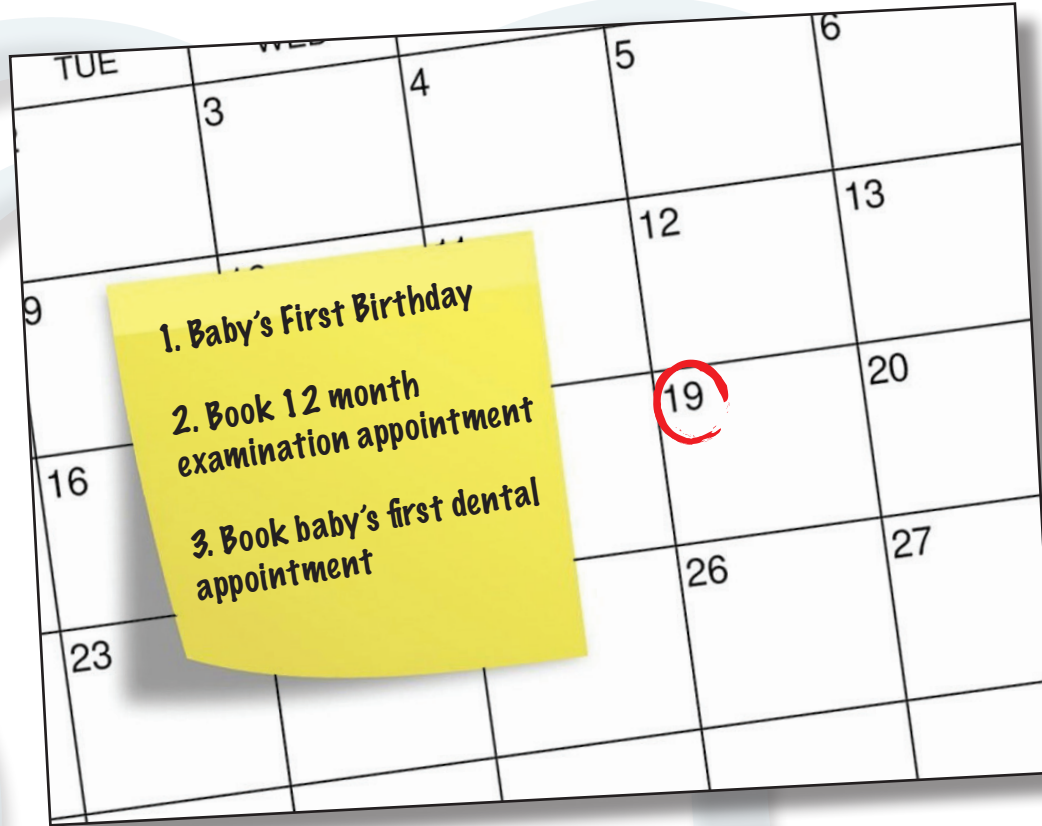 TUE WED
3 4 5 6
9 12 13
1. Baby's First Birthday
2. Book 12 month
examination appointment
3. Book baby's first dental
appointment
16 19 20
23 26 27